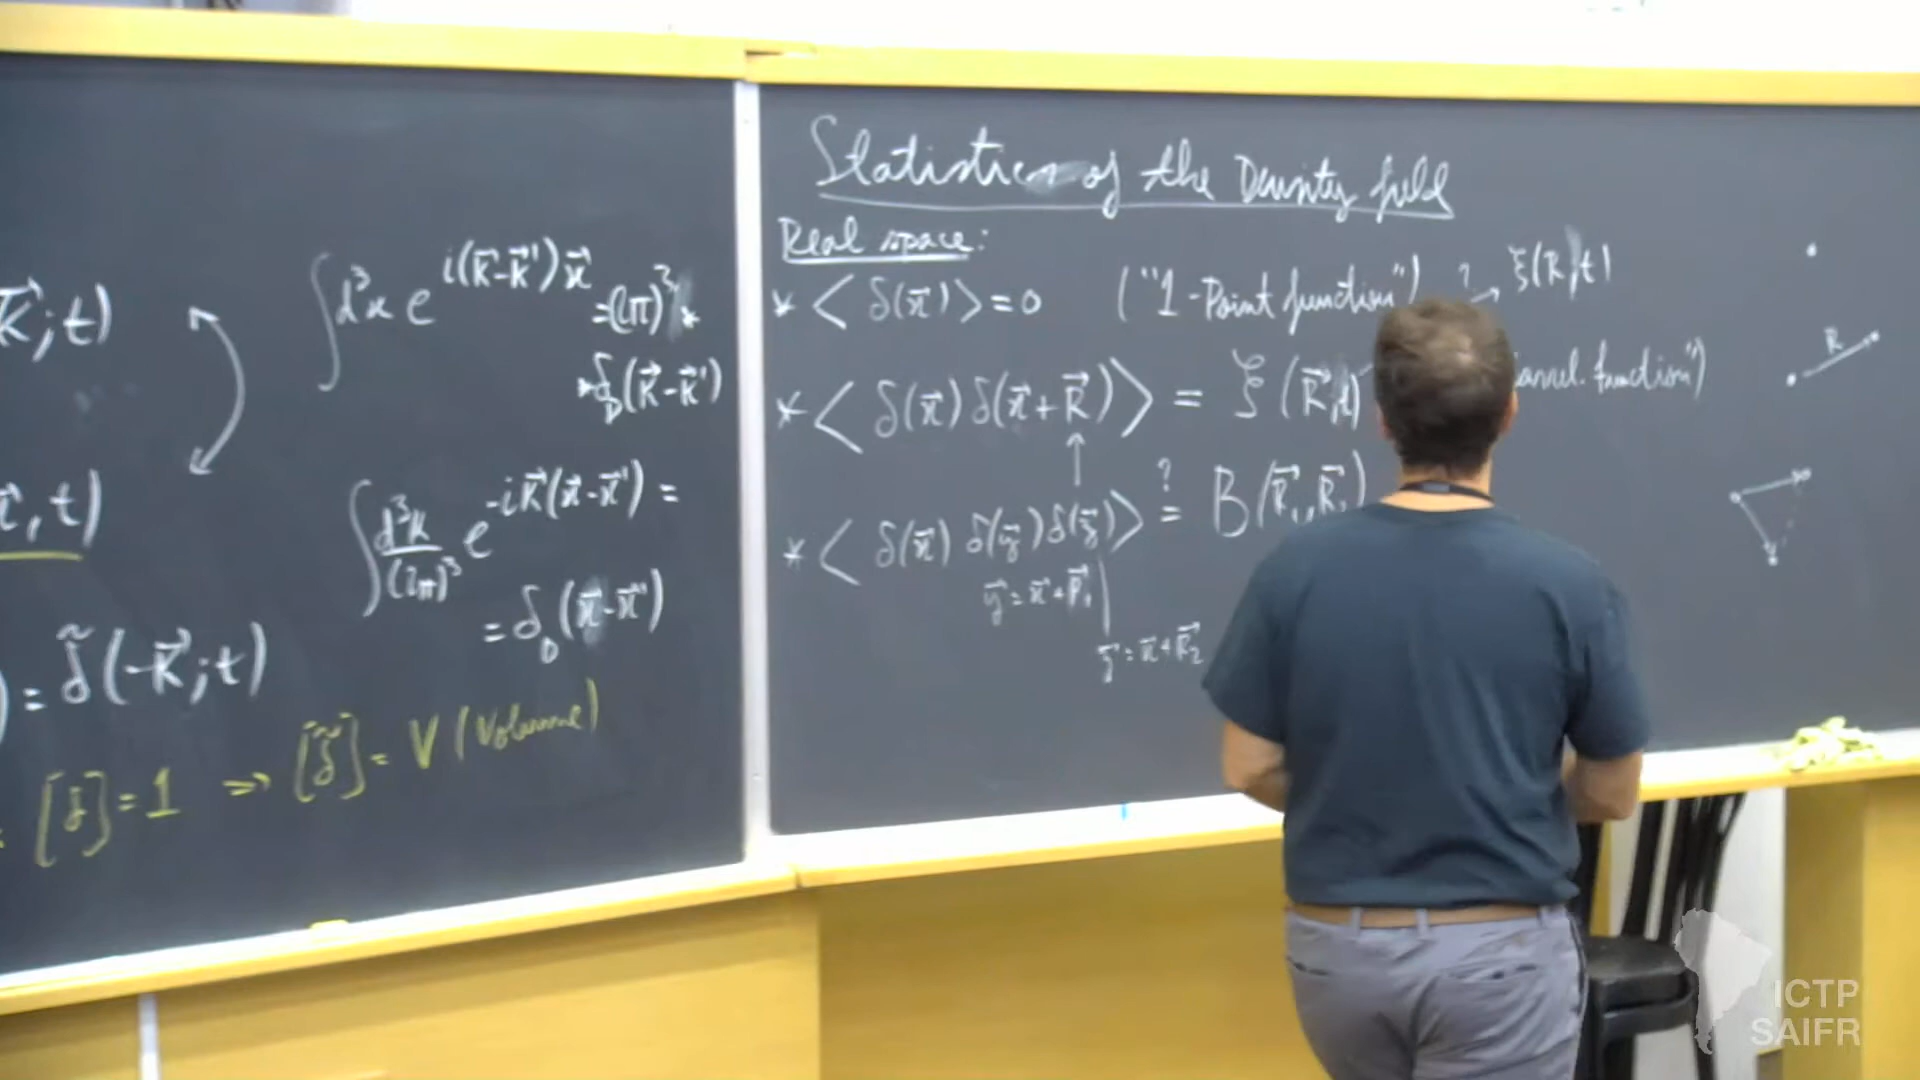 K⃗;t)
∫d³x e^{i(k⃗-k⃗')x⃗} =(2π)³*
δ_D(k⃗-k⃗')
,t)
∫d³k/(2π)³ e^{-ik⃗(x⃗-x⃗')} =
= δ_D(x⃗-x⃗')
)= δ̃(-k⃗;t)
[δ]=1 => [δ̃]= V (Volume)
Statistics of the Density field
Real space:
* < δ(x⃗) > = 0 ("1-Point function") ? → ξ(R,t)
* < δ(x⃗) δ(x⃗+R⃗) > = ξ(R⃗,t) function")
R
* < δ(x⃗) δ(y⃗) δ(z⃗) > ?= B(R⃗₁,R⃗₂)
y⃗=x⃗+R⃗₁
z⃗=x⃗+R⃗₂
ICTP
SAIFR